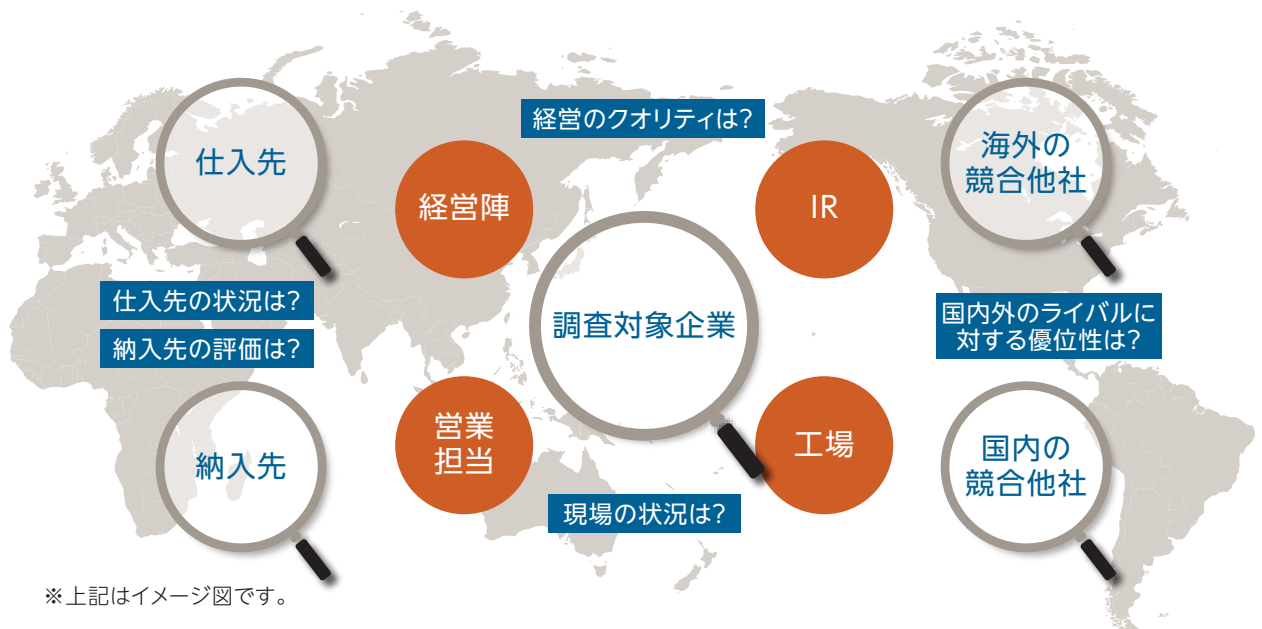 経営のクオリティは?
仕入先
経営陣
IR
海外の
競合他社
仕入先の状況は?
納入先の評価は?
調査対象企業
国内外のライバルに
対する優位性は?
納入先
営業
担当
工場
国内の
競合他社
現場の状況は?
※上記はイメージ図です。